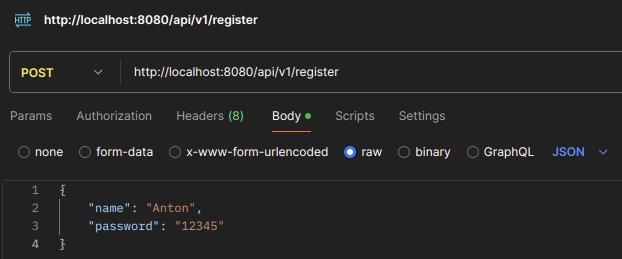 HTTP http://localhost:8080/api/v1/register
POST http://localhost:8080/api/v1/register
Params Authorization Headers (8) Body Scripts Settings
none form-data x-www-form-urlencoded raw binary GraphQL JSON
1 {
2 "name": "Anton",
3 "password": "12345"
4 }